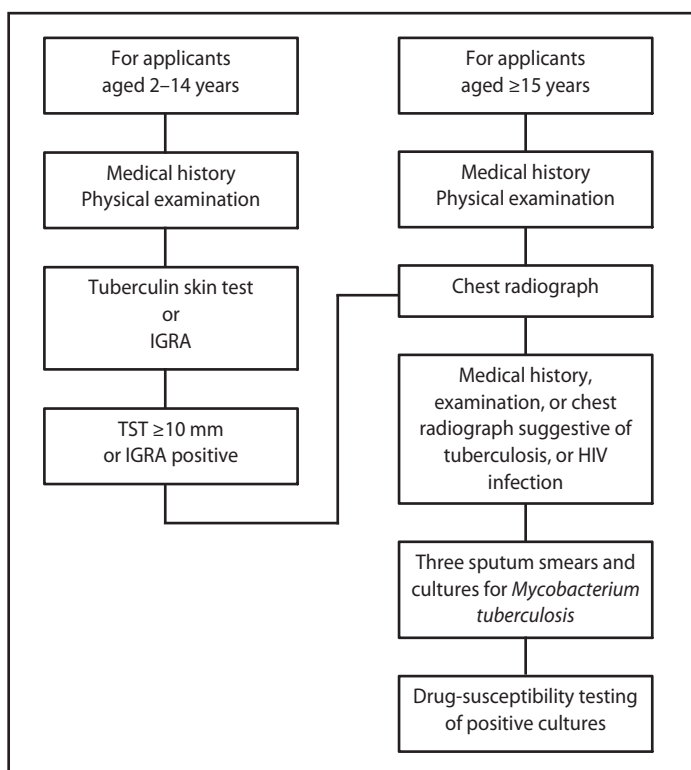 For applicants
aged 2–14 years
Medical history
Physical examination
Tuberculin skin test
or
IGRA
TST ≥10 mm
or IGRA positive
For applicants
aged ≥15 years
Medical history
Physical examination
Chest radiograph
Medical history,
examination, or chest
radiograph suggestive of
tuberculosis, or HIV
infection
Three sputum smears and
cultures for Mycobacterium
tuberculosis
Drug-susceptibility testing
of positive cultures